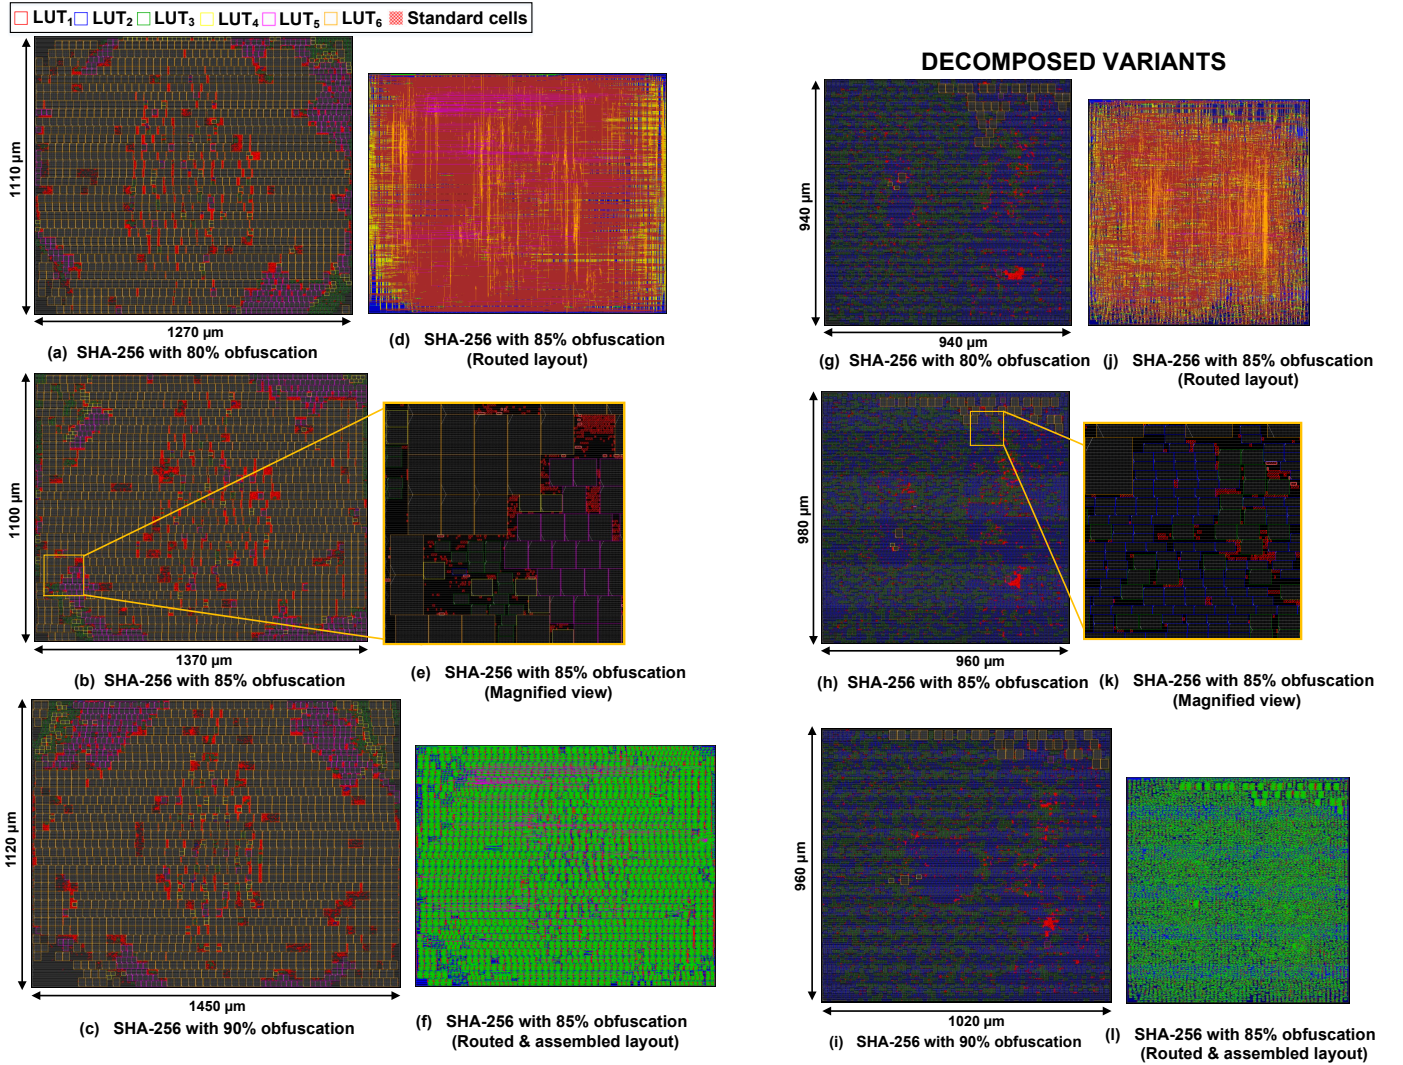 LUT1 LUT2 LUT3 LUT4 LUT5 LUT6 Standard cells
1110 µm
1270 µm
(a) SHA-256 with 80% obfuscation
(d) SHA-256 with 85% obfuscation
(Routed layout)
1100 µm
1370 µm
(b) SHA-256 with 85% obfuscation
(e) SHA-256 with 85% obfuscation
(Magnified view)
1120 µm
1450 µm
(c) SHA-256 with 90% obfuscation
(f) SHA-256 with 85% obfuscation
(Routed & assembled layout)
DECOMPOSED VARIANTS
940 µm
940 µm
(g) SHA-256 with 80% obfuscation
(j) SHA-256 with 85% obfuscation
(Routed layout)
980 µm
960 µm
(h) SHA-256 with 85% obfuscation
(k) SHA-256 with 85% obfuscation
(Magnified view)
960 µm
1020 µm
(i) SHA-256 with 90% obfuscation
(l) SHA-256 with 85% obfuscation
(Routed & assembled layout)